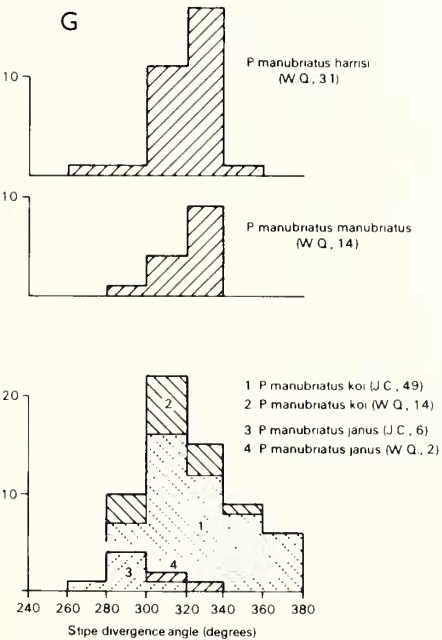 G
10
P manubriatus harrisi
(W Q , 31)
10
P manubriatus manubriatus
(W Q , 14)
20
10
1 P manubriatus koi (J C , 49)
2 P manubriatus koi (W Q , 14)
3 P manubriatus janus (J C , 6)
4 P manubriatus janus (W Q , 2)
2
1
4
3
240 260 280 300 320 340 360 380
Stipe divergence angle (degrees)